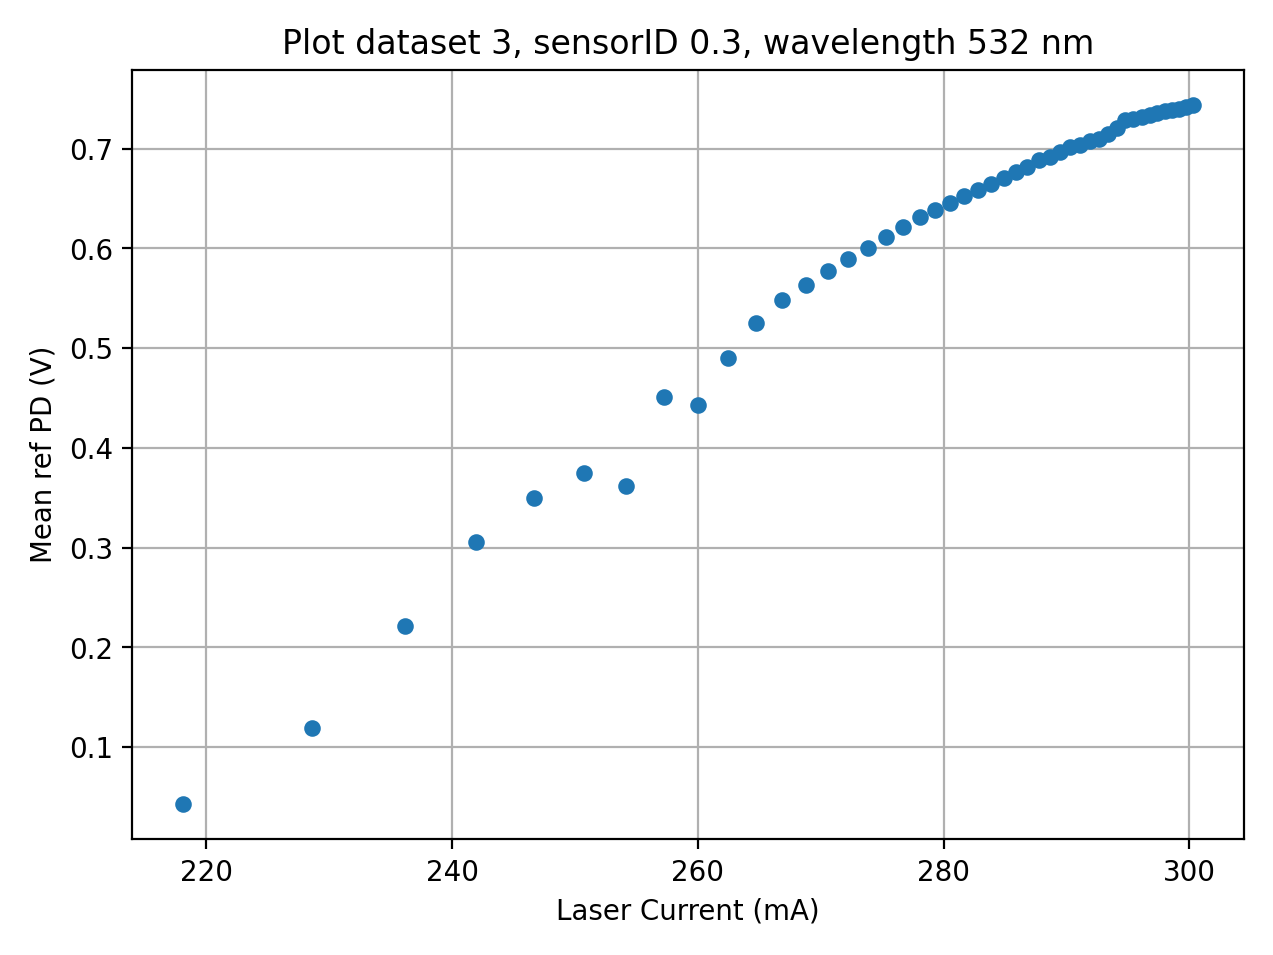 Plot dataset 3, sensorID 0.3, wavelength 532 nm
Mean ref PD (V)
0.7
0.6
0.5
0.4
0.3
0.2
0.1
220 240 260 280 300
Laser Current (mA)